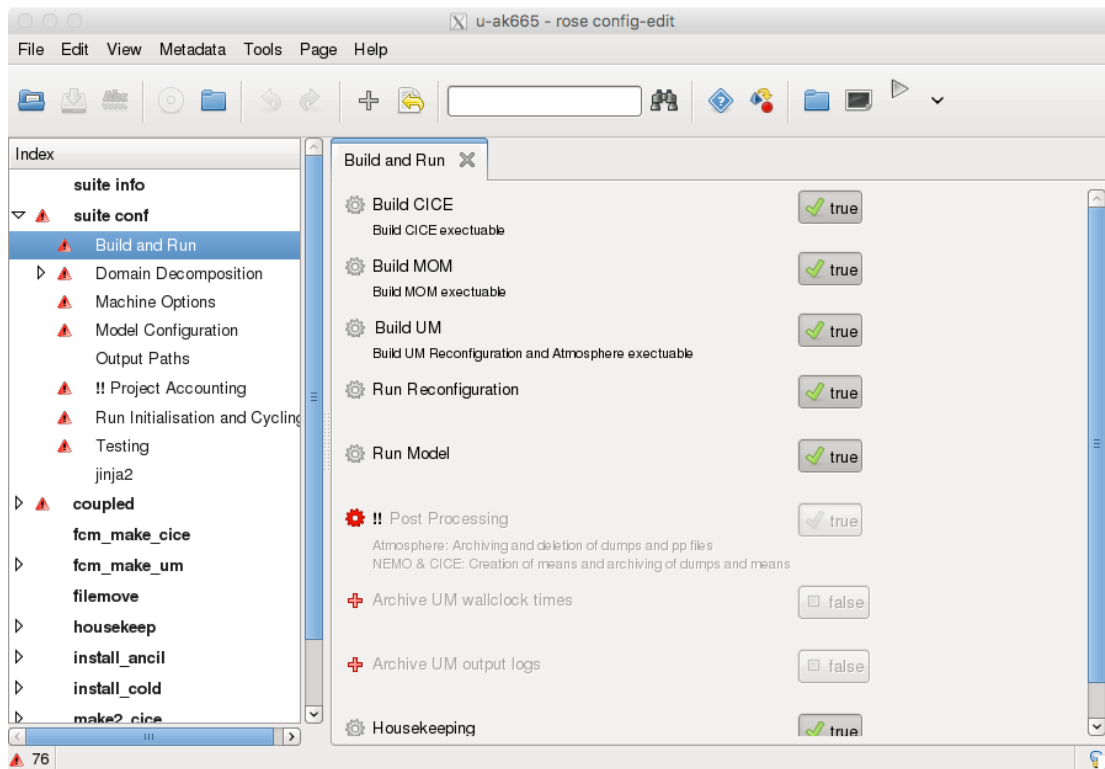 u-ak665 - rose config-edit
File Edit View Metadata Tools Page Help
Abc
Index
suite info
suite conf
Build and Run
Domain Decomposition
Machine Options
Model Configuration
Output Paths
!! Project Accounting
Run Initialisation and Cycling
Testing
jinja2
coupled
fcm_make_cice
fcm_make_um
filemove
housekeep
install_ancil
install_cold
make2_cice
Build and Run
Build CICE
true
Build CICE exectuable
Build MOM
true
Build MOM exectuable
Build UM
true
Build UM Reconfiguration and Atmosphere exectuable
Run Reconfiguration
true
Run Model
true
!! Post Processing
true
Atmosphere: Archiving and deletion of dumps and pp files
NEMO & CICE: Creation of means and archiving of dumps and means
Archive UM wallclock times
false
Archive UM output logs
false
Housekeeping
true
76